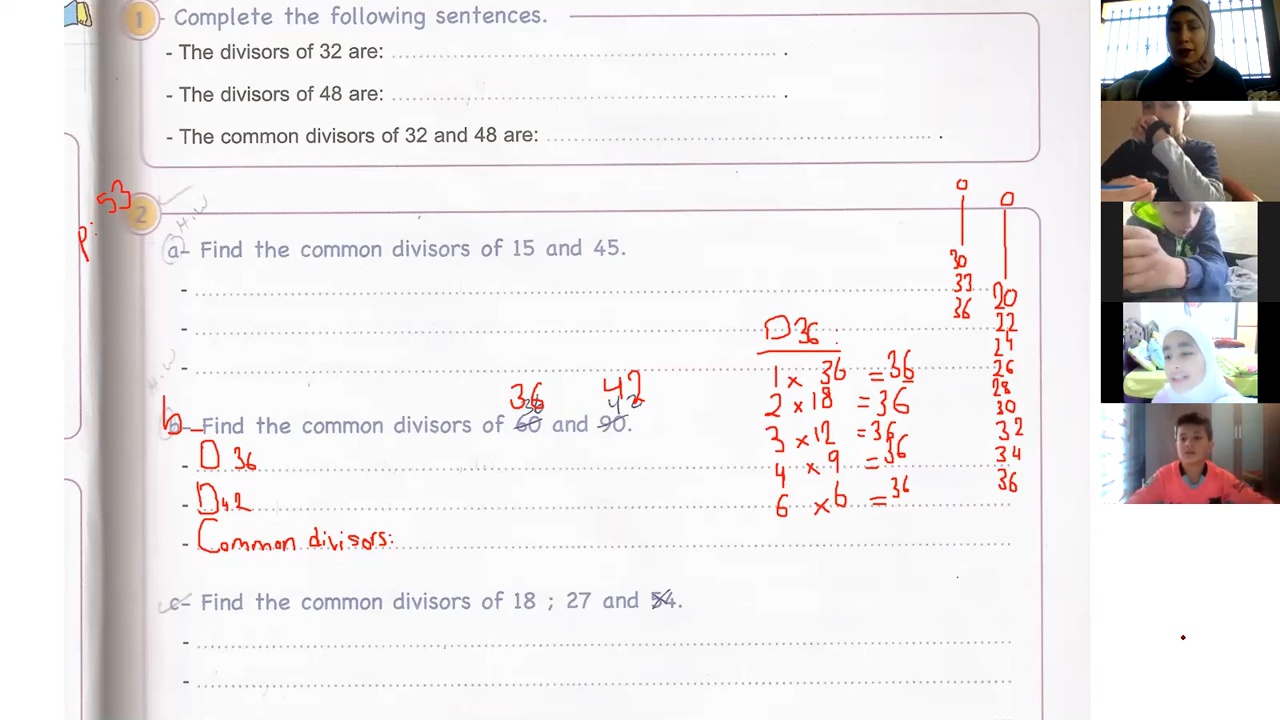 1 Complete the following sentences.
- The divisors of 32 are: .
- The divisors of 48 are: .
- The common divisors of 32 and 48 are: .
p: 53
2
H.W
a- Find the common divisors of 15 and 45.
-
-
-
H.W
36 42
30 42
b- Find the common divisors of 60 and 90.
- D 36
- D 42
- Common divisors:
c- Find the common divisors of 18 ; 27 and 54.
-
-
D 36 :
1 x 36 = 36
2 x 18 = 36
3 x 12 = 36
4 x 9 = 36
6 x 6 = 36
0
30
33
36
0
20
22
24
26
28
30
32
34
36